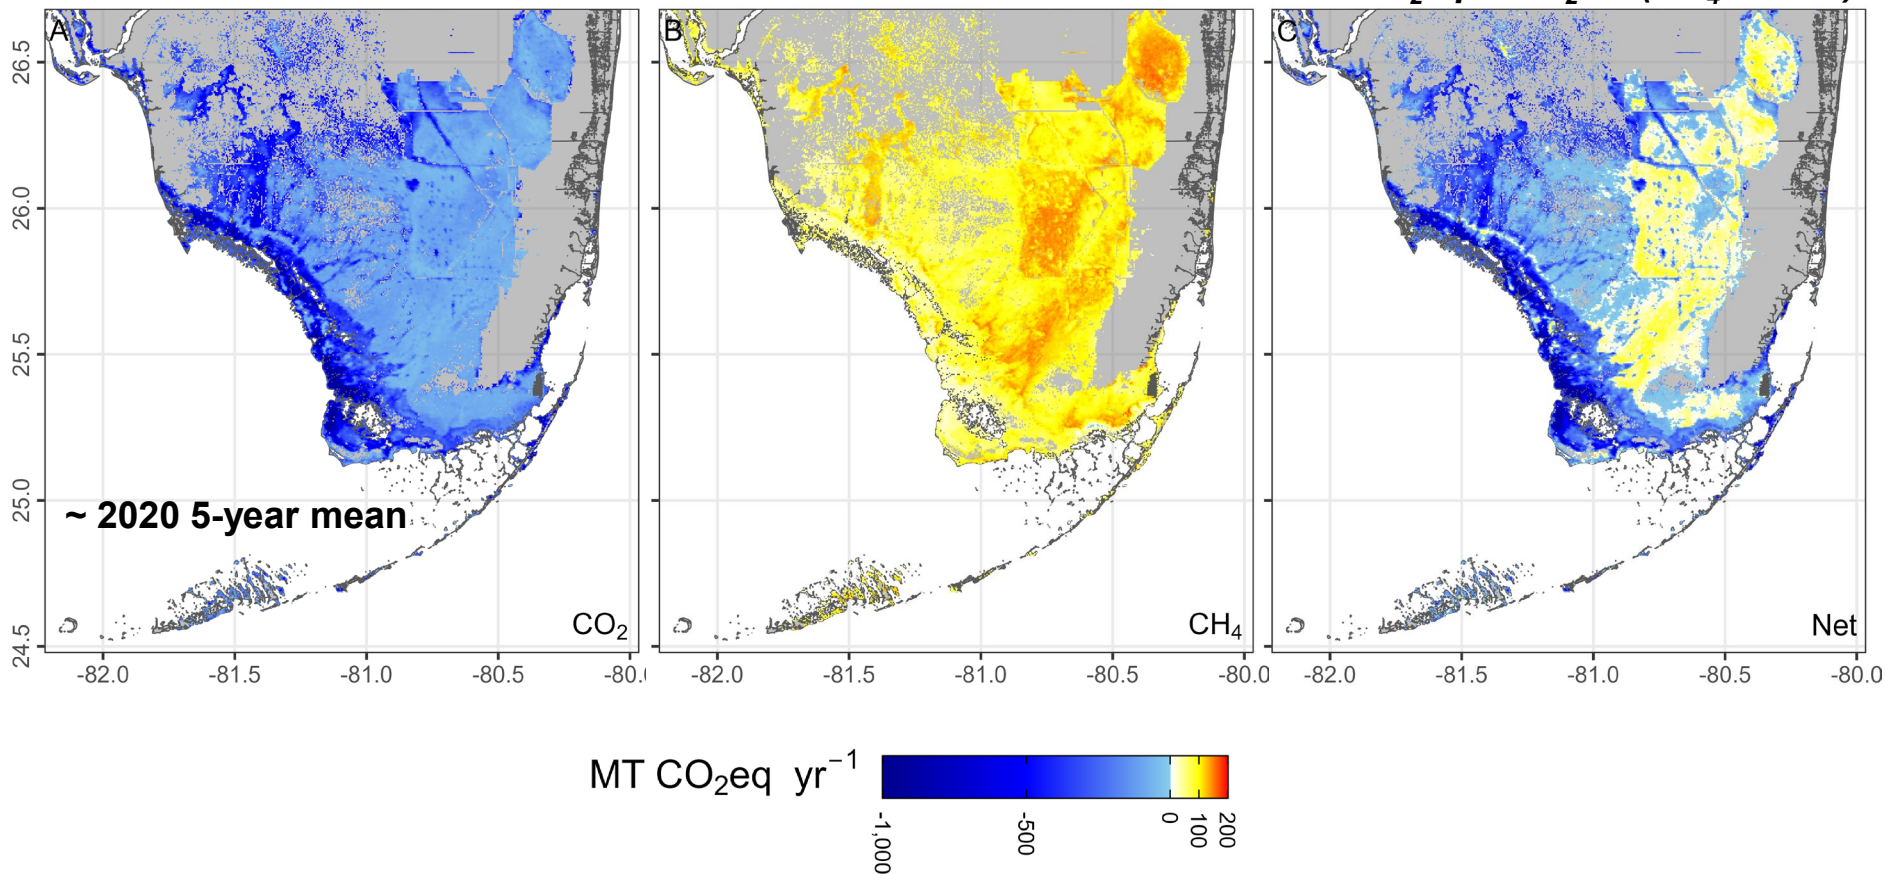 A
B
C
26.5
26.0
25.5
25.0
24.5
~ 2020 5-year mean
CO₂
CH₄
Net
-82.0 -81.5 -81.0 -80.5 -80.
-82.0 -81.5 -81.0 -80.5 -80.0
-82.0 -81.5 -81.0 -80.5 -80.0
MT CO₂eq yr⁻¹
-1,000 -500 0 100 200